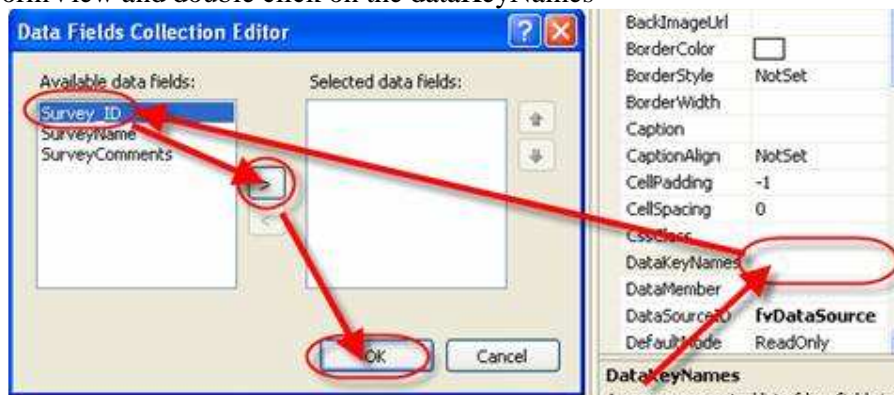 ormView and double click on the dataKeyNames
Data Fields Collection Editor
Available data fields:
Selected data fields:
Survey_ID
SurveyName
SurveyComments
>
<
OK
Cancel
BackImageUrl
BorderColor
BorderStyle NotSet
BorderWidth
Caption
CaptionAlign NotSet
CellPadding -1
CellSpacing 0
CssClass
DataKeyNames
DataMember
DataSourceID fvDataSource
DefaultMode ReadOnly
DataKeyNames